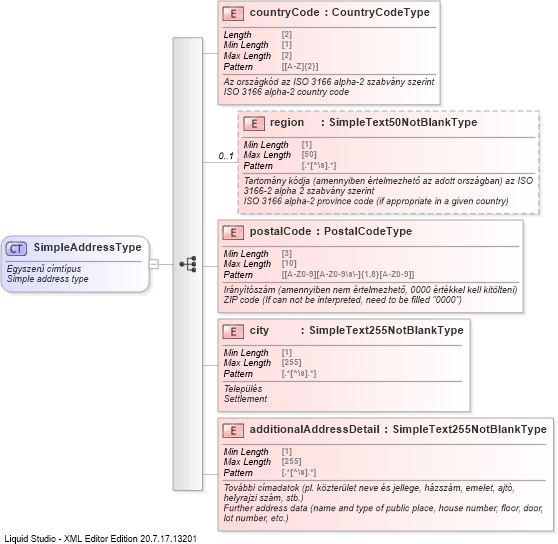 E countryCode : CountryCodeType
Length [2]
Min Length [1]
Max Length [2]
Pattern [[A-Z]{2}]
Az országkód az ISO 3166 alpha-2 szabvány szerint
ISO 3166 alpha-2 country code
E region : SimpleText50NotBlankType
Min Length [1]
Max Length [50]
Pattern [.*[^\s].*]
0..1
Tartomány kódja (amennyiben értelmezhető az adott országban) az ISO
3166-2 alpha 2 szabvány szerint
ISO 3166 alpha-2 province code (if appropriate in a given country)
E postalCode : PostalCodeType
Min Length [3]
Max Length [10]
Pattern [[A-Z0-9][A-Z0-9\s\-]{1,8}[A-Z0-9]]
Irányítószám (amennyiben nem értelmezhető, 0000 értékkel kell kitölteni)
ZIP code (If can not be interpreted, need to be filled "0000")
CT SimpleAddressType
Egyszerű címtípus
Simple address type
E city : SimpleText255NotBlankType
Min Length [1]
Max Length [255]
Pattern [.*[^\s].*]
Település
Settlement
E additionalAddressDetail : SimpleText255NotBlankType
Min Length [1]
Max Length [255]
Pattern [.*[^\s].*]
További címadatok (pl. közterület neve és jellege, házszám, emelet, ajtó,
helyrajzi szám, stb.)
Further address data (name and type of public place, house number, floor, door,
lot number, etc.)
Liquid Studio - XML Editor Edition 20.7.17.13201